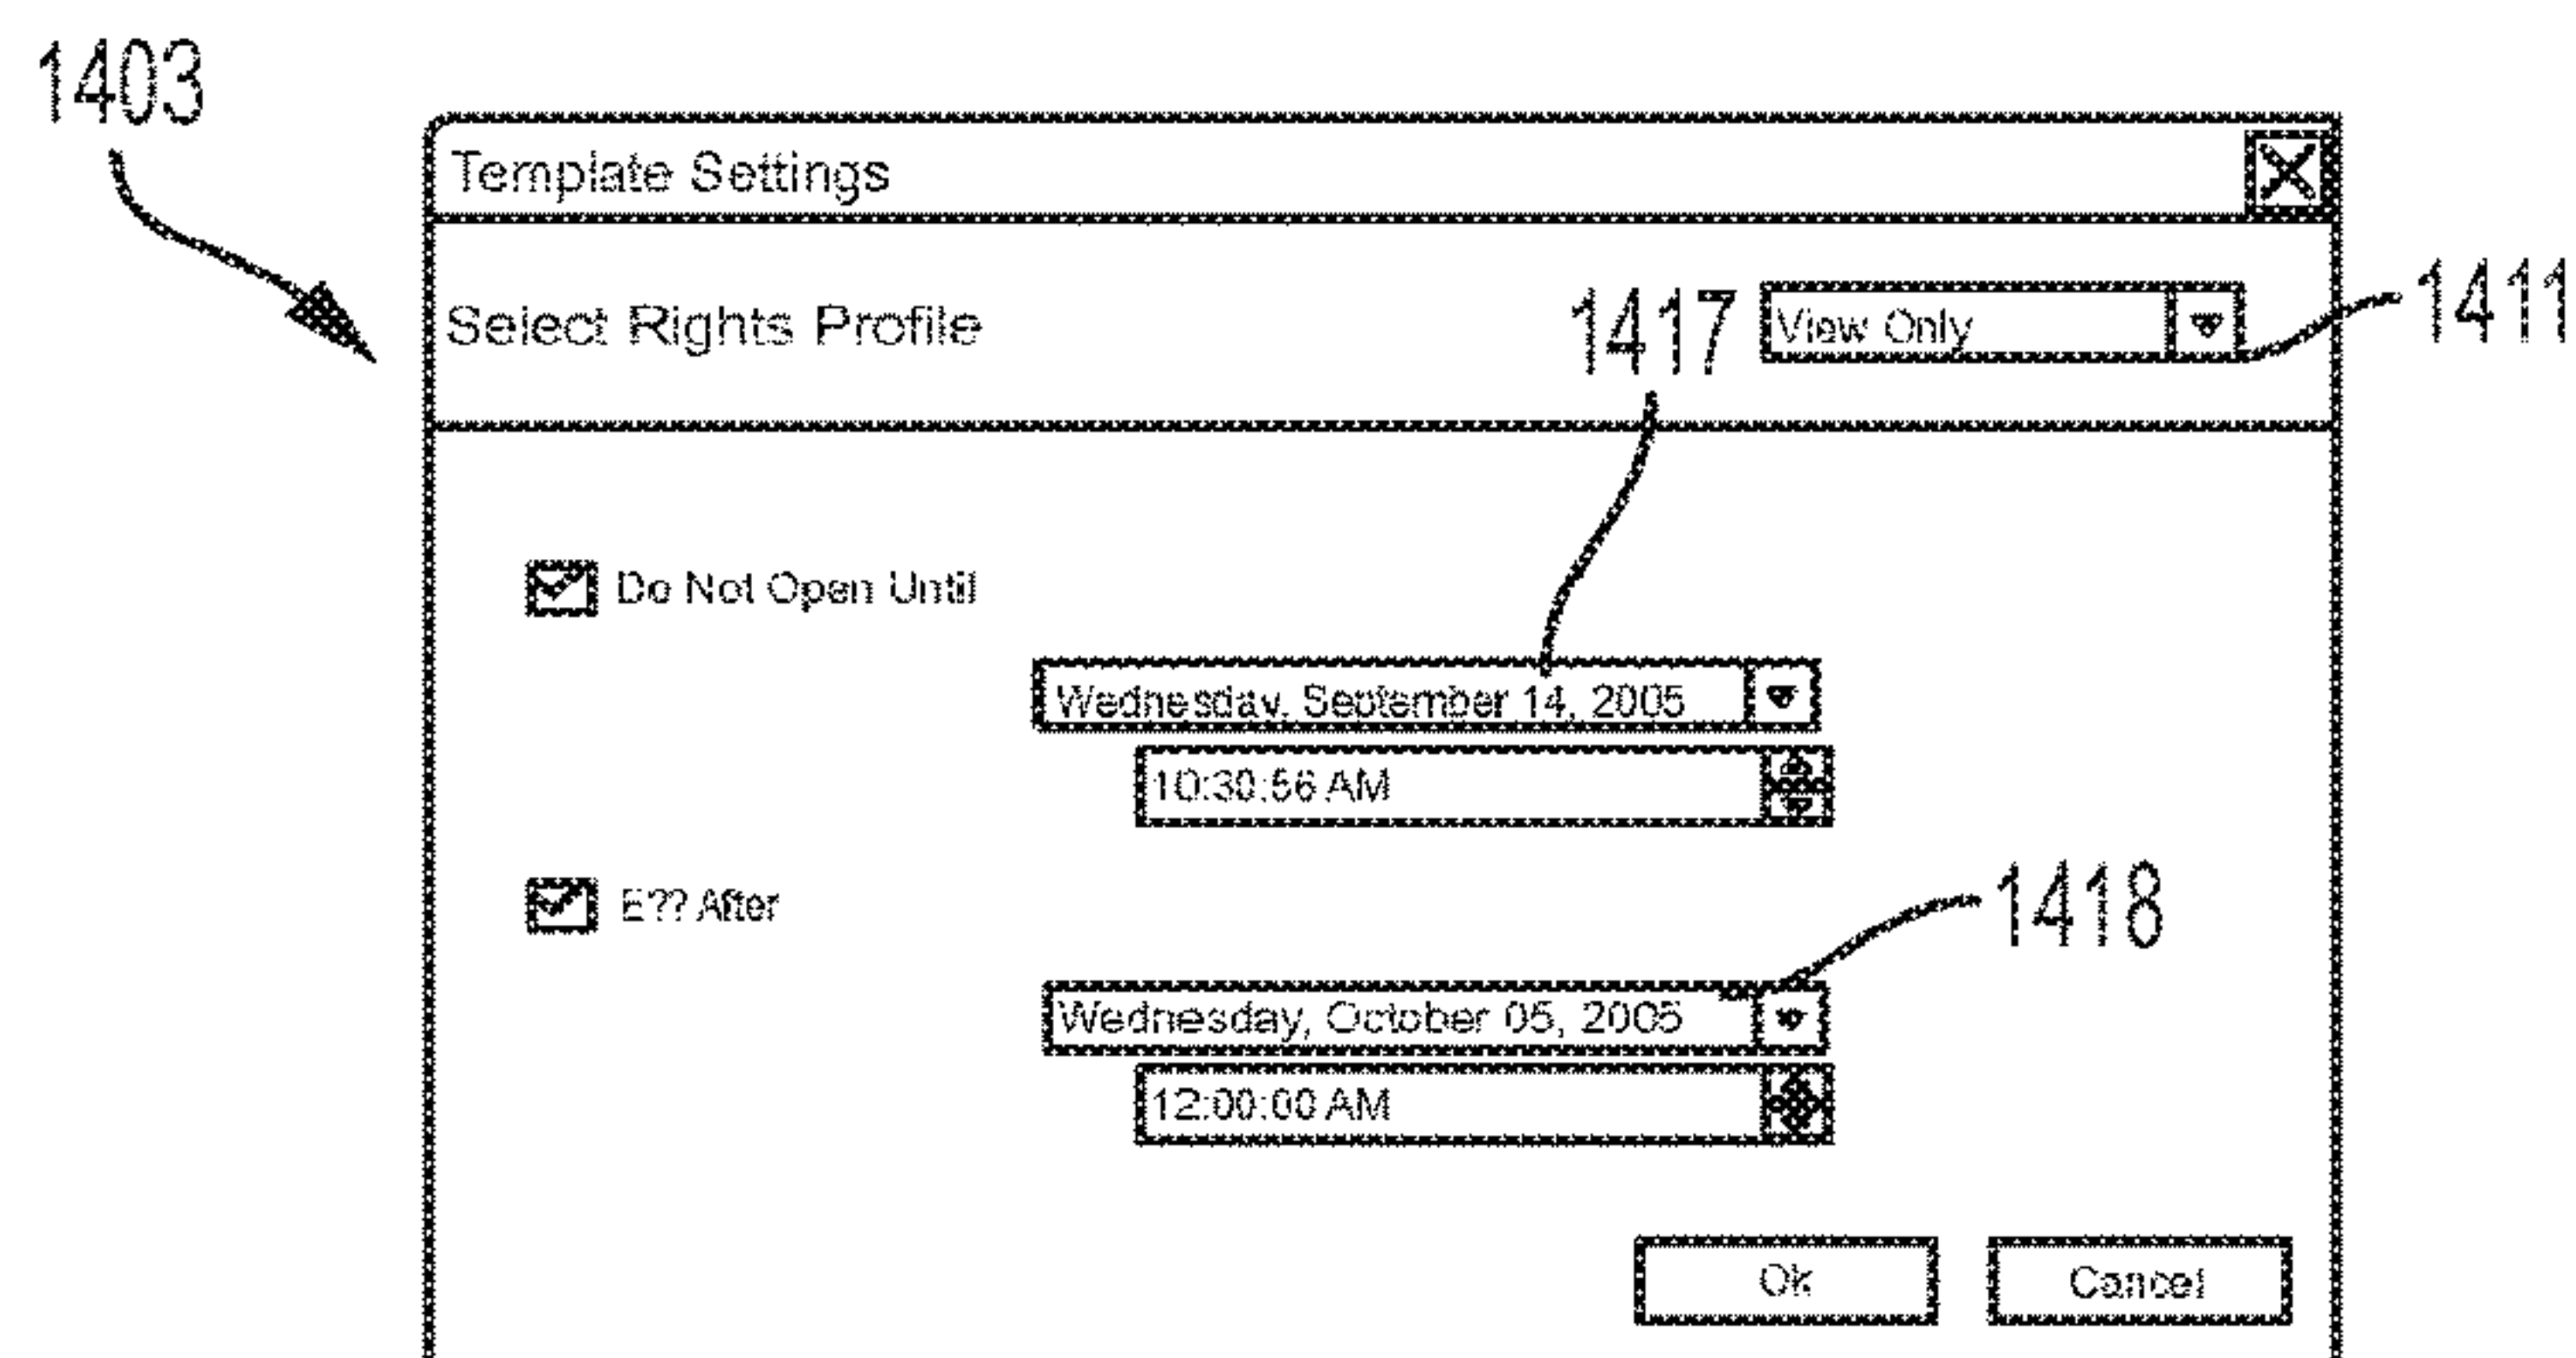 1403
Template Settings
Select Rights Profile
1417
View Only
1411
Do Not Open Until
Wednesday, September 14, 2005
10:30:56 AM
E?? After
1418
Wednesday, October 05, 2005
12:00:00 AM
Ok
Cancel